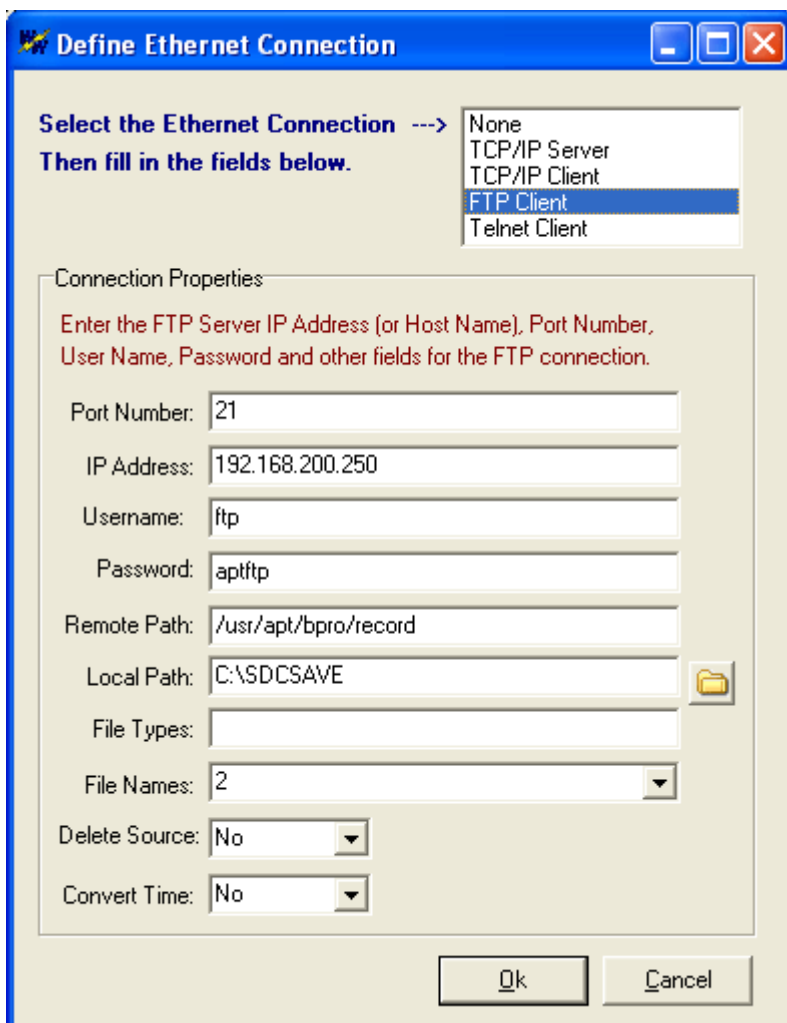 Define Ethernet Connection
Select the Ethernet Connection --->
Then fill in the fields below.
None
TCP/IP Server
TCP/IP Client
FTP Client
Telnet Client
Connection Properties
Enter the FTP Server IP Address (or Host Name), Port Number,
User Name, Password and other fields for the FTP connection.
Port Number: 21
IP Address: 192.168.200.250
Username: ftp
Password: aptftp
Remote Path: /usr/apt/bpro/record
Local Path: C:\SDCSAVE
File Types:
File Names: 2
Delete Source: No
Convert Time: No
Ok Cancel